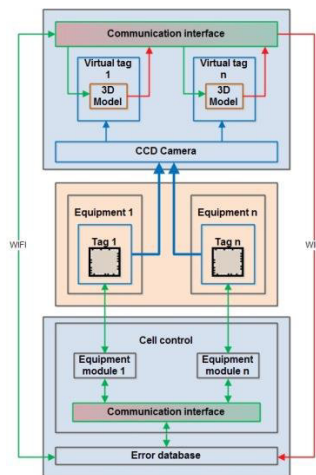 Communication interface
Virtual tag
1
Virtual tag
n
3D
Model
3D
Model
CCD Camera
Equipment 1
Equipment n
Tag 1
Tag n
WIFI
WI
Cell control
Equipment
module 1
Equipment
module n
Communication interface
Error database